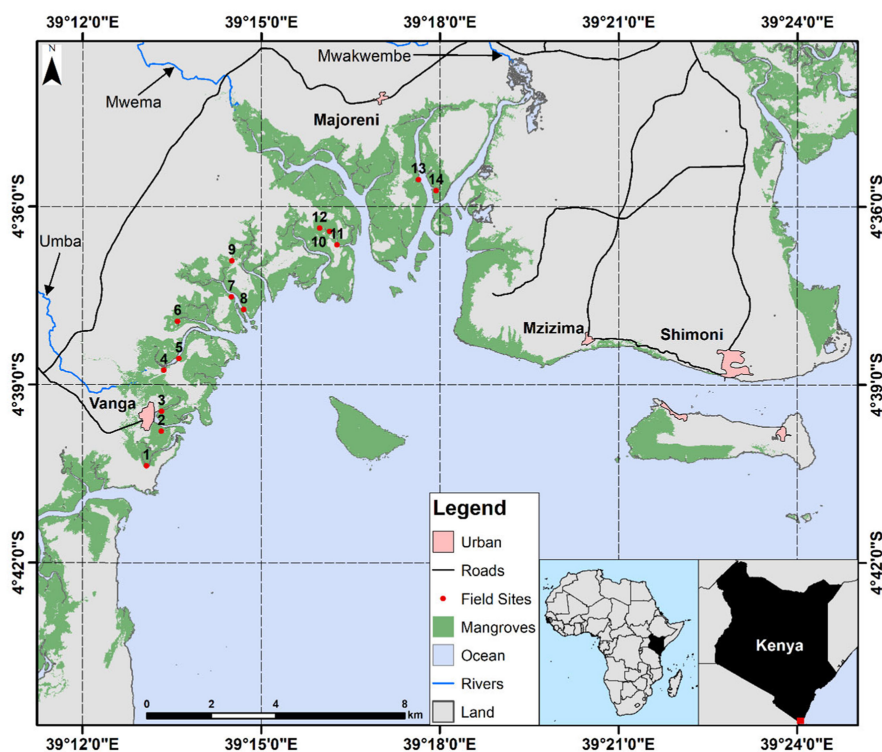 39°12'0"E 39°15'0"E 39°18'0"E 39°21'0"E 39°24'0"E
N
Mwakwembe
Mwema
Majoreni
13
14
4°36'0"S 4°36'0"S
12
10 11
Umba
9
7
8
6
Mzizima
Shimoni
5
4
4°39'0"S 4°39'0"S
Vanga
3
2
1
Legend
Urban
Roads
Field Sites
Mangroves
Ocean
Rivers
Land
4°42'0"S 4°42'0"S
Kenya
0 4 8
km
39°12'0"E 39°15'0"E 39°18'0"E 39°21'0"E 39°24'0"E